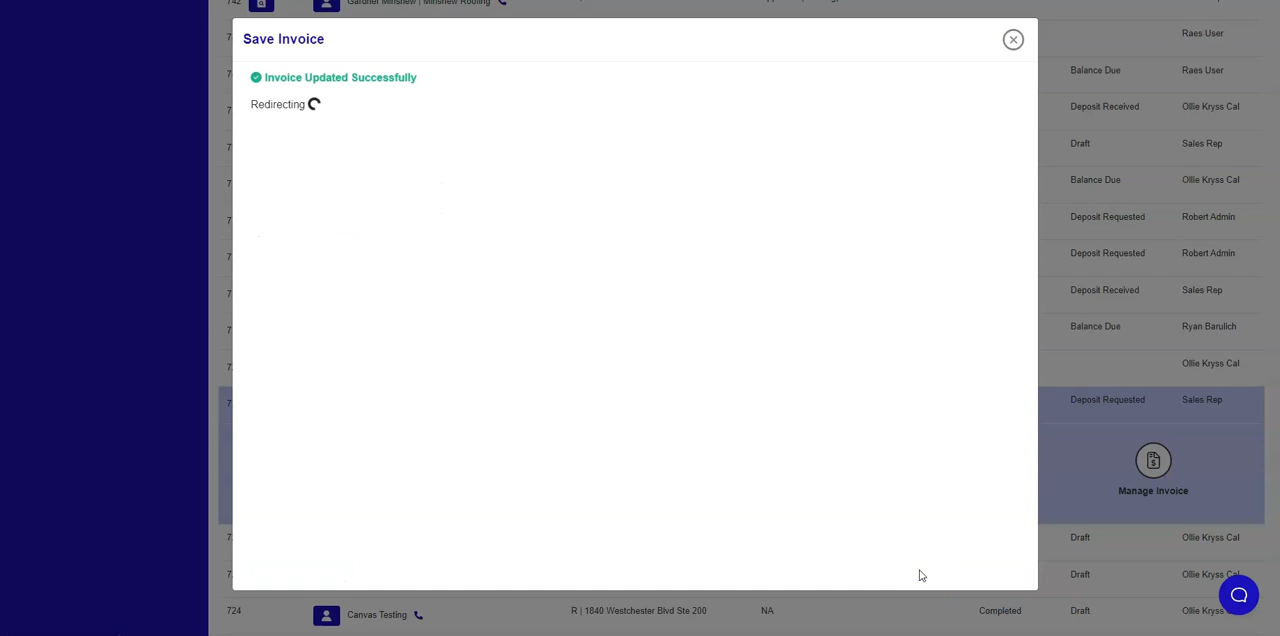 742 Gardner Minshew | Minshew Roofing
Save Invoice
Raes User
Invoice Updated Successfully
Balance Due Raes User
Redirecting
Deposit Received Ollie Kryss Cal
Draft Sales Rep
Balance Due Ollie Kryss Cal
Deposit Requested Robert Admin
Deposit Requested Robert Admin
Deposit Received Sales Rep
Balance Due Ryan Barulich
Ollie Kryss Cal
Deposit Requested Sales Rep
Manage Invoice
Draft Ollie Kryss Cal
Draft Ollie Kryss Cal
724 Canvas Testing R | 1840 Westchester Blvd Ste 200 NA Completed Draft Ollie Kryss